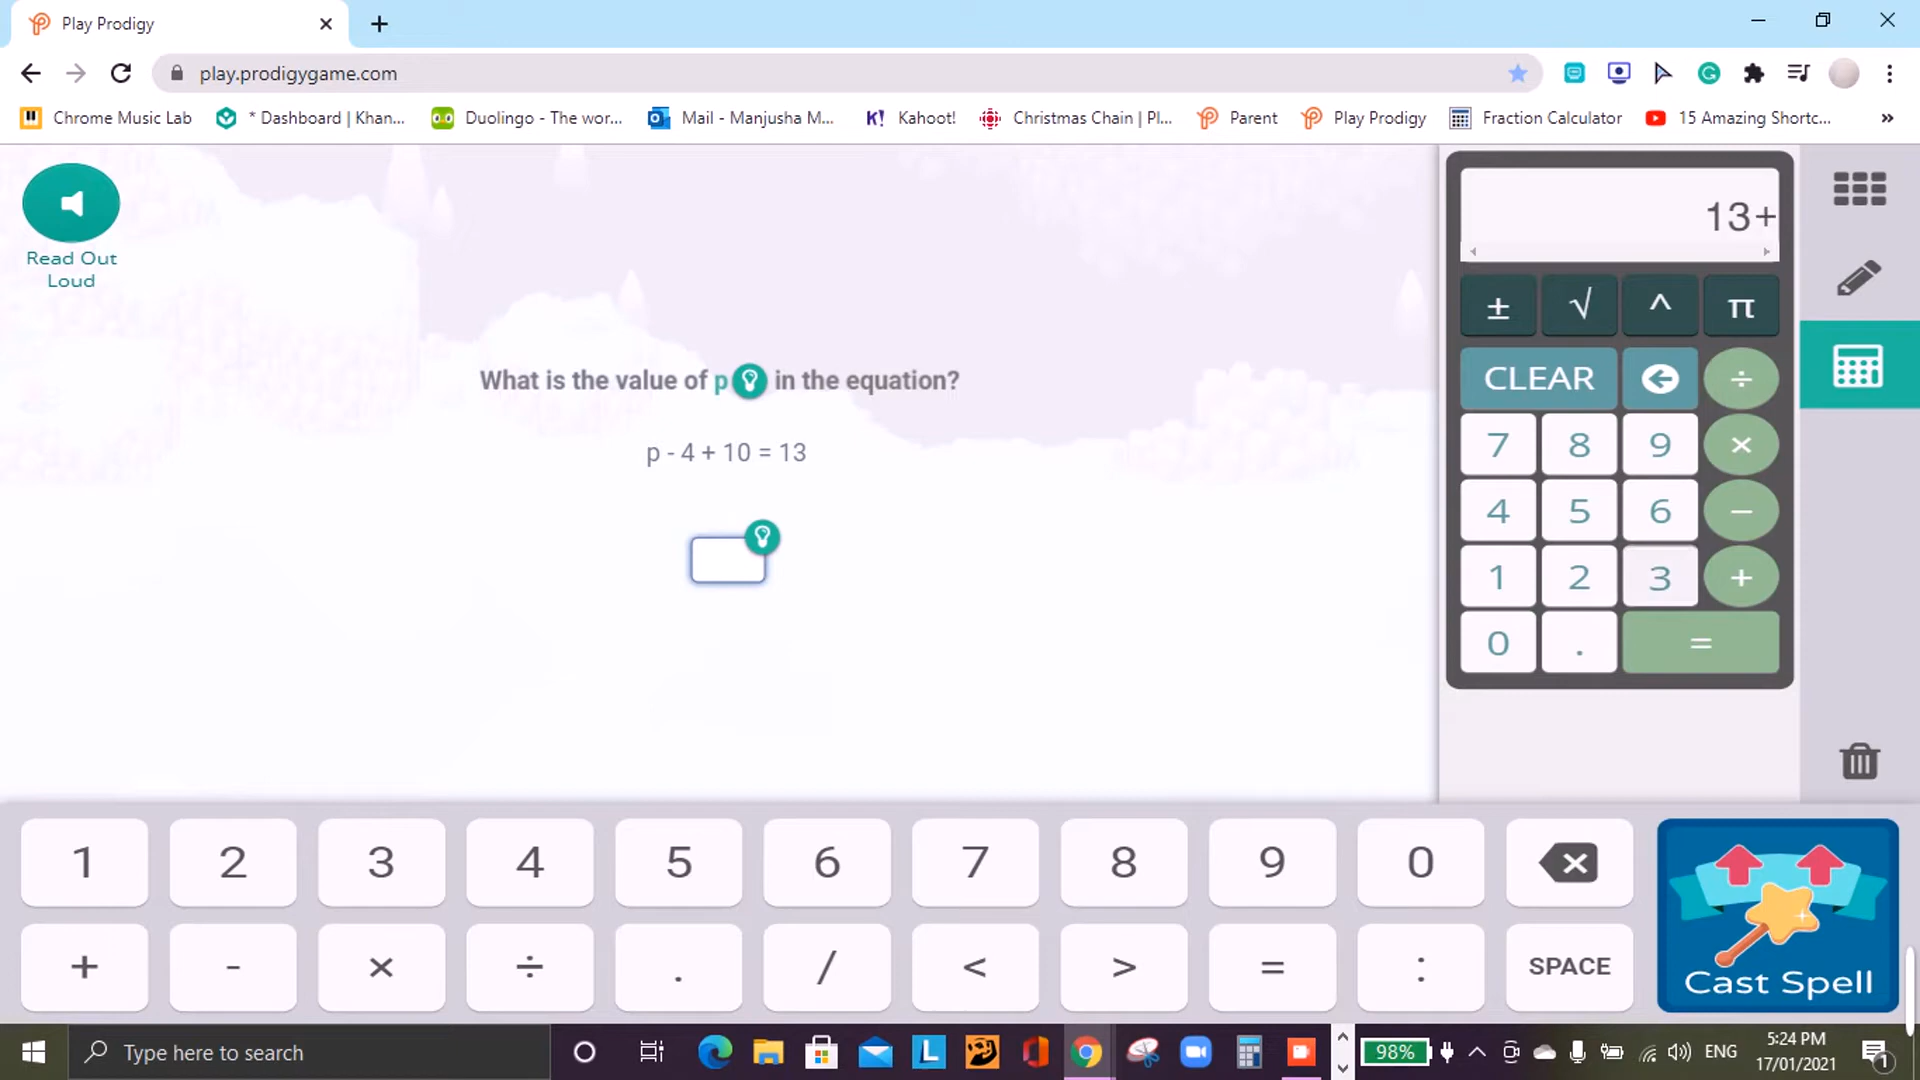 Play Prodigy
play.prodigygame.com
Chrome Music Lab
* Dashboard | Khan...
Duolingo - The wor...
Mail - Manjusha M...
K! Kahoot!
Christmas Chain | Pl...
Parent
Play Prodigy
Fraction Calculator
15 Amazing Shortc...
»
Read Out
Loud
What is the value of p in the equation?
p - 4 + 10 = 13
13+
± √ ^ π
CLEAR ÷
7 8 9 ×
4 5 6 −
1 2 3 +
0 . =
1 2 3 4 5 6 7 8 9 0
+ - × ÷ . / < > = : SPACE
Cast Spell
Type here to search
98%
ENG
5:24 PM
17/01/2021
1